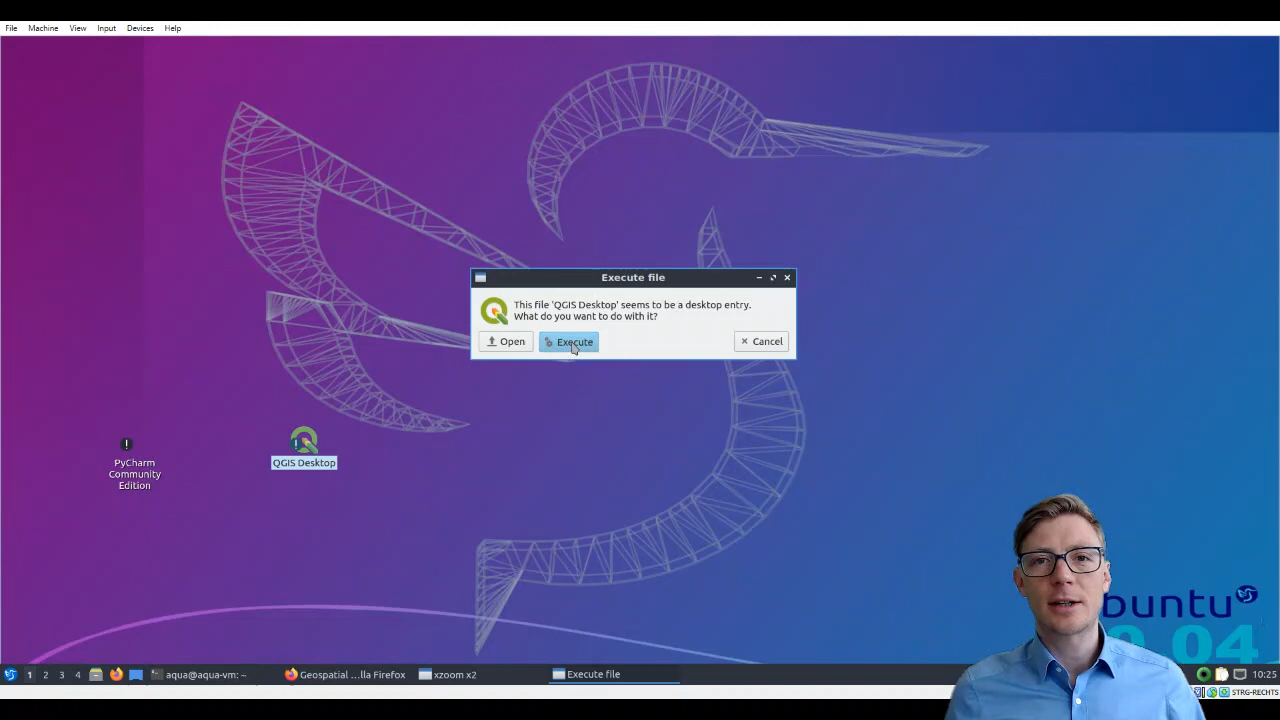 File Machine View Input Devices Help
Execute file
This file 'QGIS Desktop' seems to be a desktop entry.
What do you want to do with it?
Open Execute Cancel
QGIS Desktop
PyCharm
Community
Edition
buntu
.04
1 2 3 4 aqua@aqua-vm: ~ Geospatial ...lla Firefox xzoom x2 Execute file 10:25
STRG-RECHTS